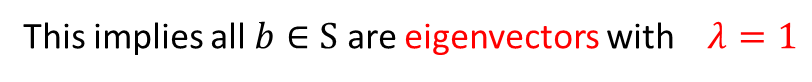 This implies all b ∈ S are eigenvectors with λ = 1